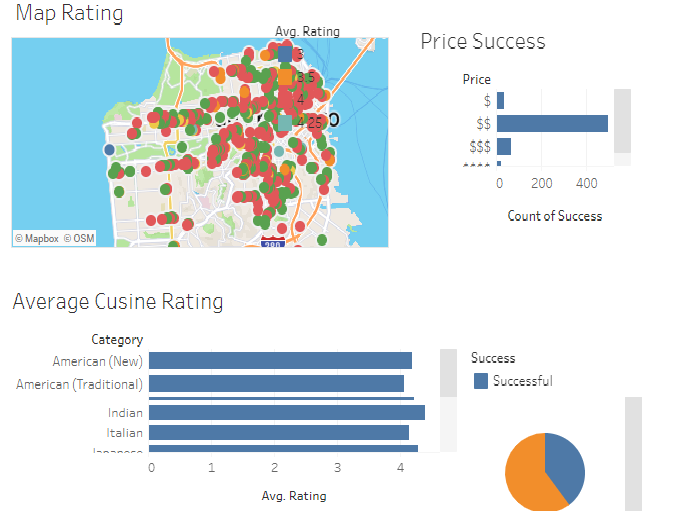 Map Rating
Avg. Rating
3
3.5
4
4.25
© Mapbox © OSM
280
Price Success
Price
$
$$
$$$
0 200 400
Count of Success
Average Cusine Rating
Category
American (New)
American (Traditional)
Indian
Italian
Japanese
0 1 2 3 4
Avg. Rating
Success
Successful